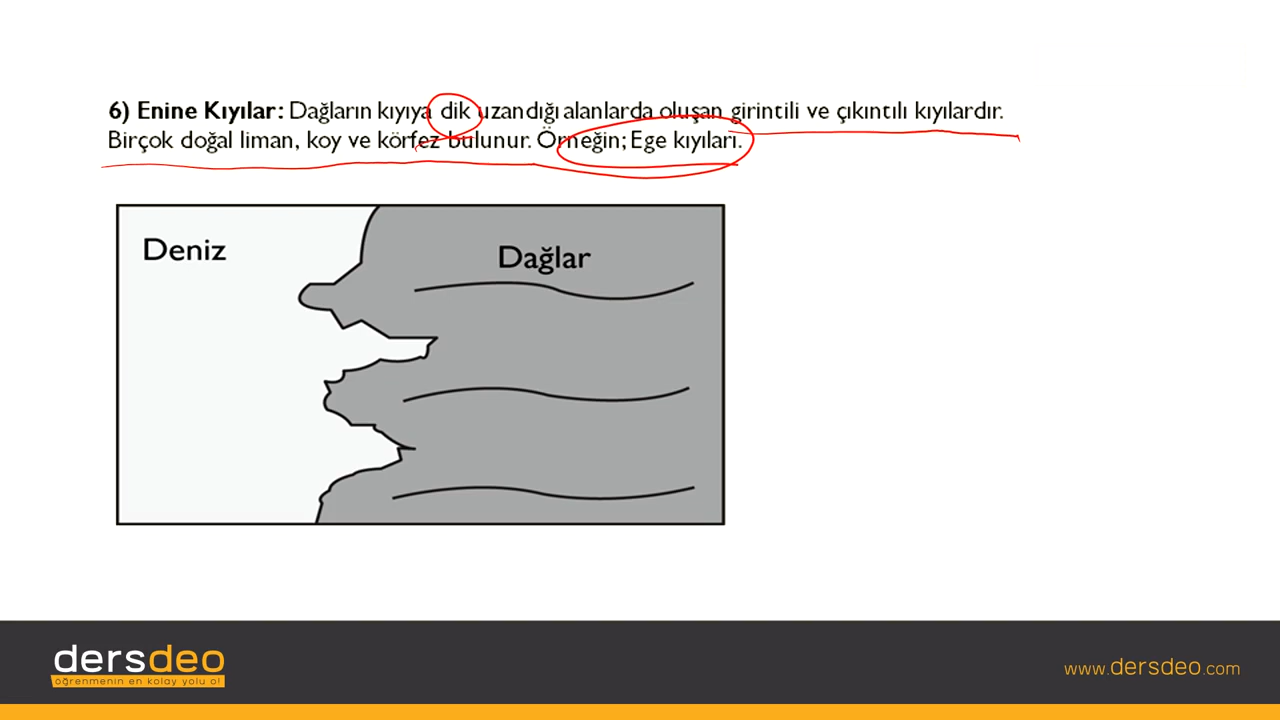 6) Enine Kıyılar: Dağların kıyıya dik uzandığı alanlarda oluşan girintili ve çıkıntılı kıyılardır.
Birçok doğal liman, koy ve körfez bulunur. Örneğin; Ege kıyıları.
Deniz
Dağlar
dersdeo
öğrenmenin en kolay yolu o!
www.dersdeo.com